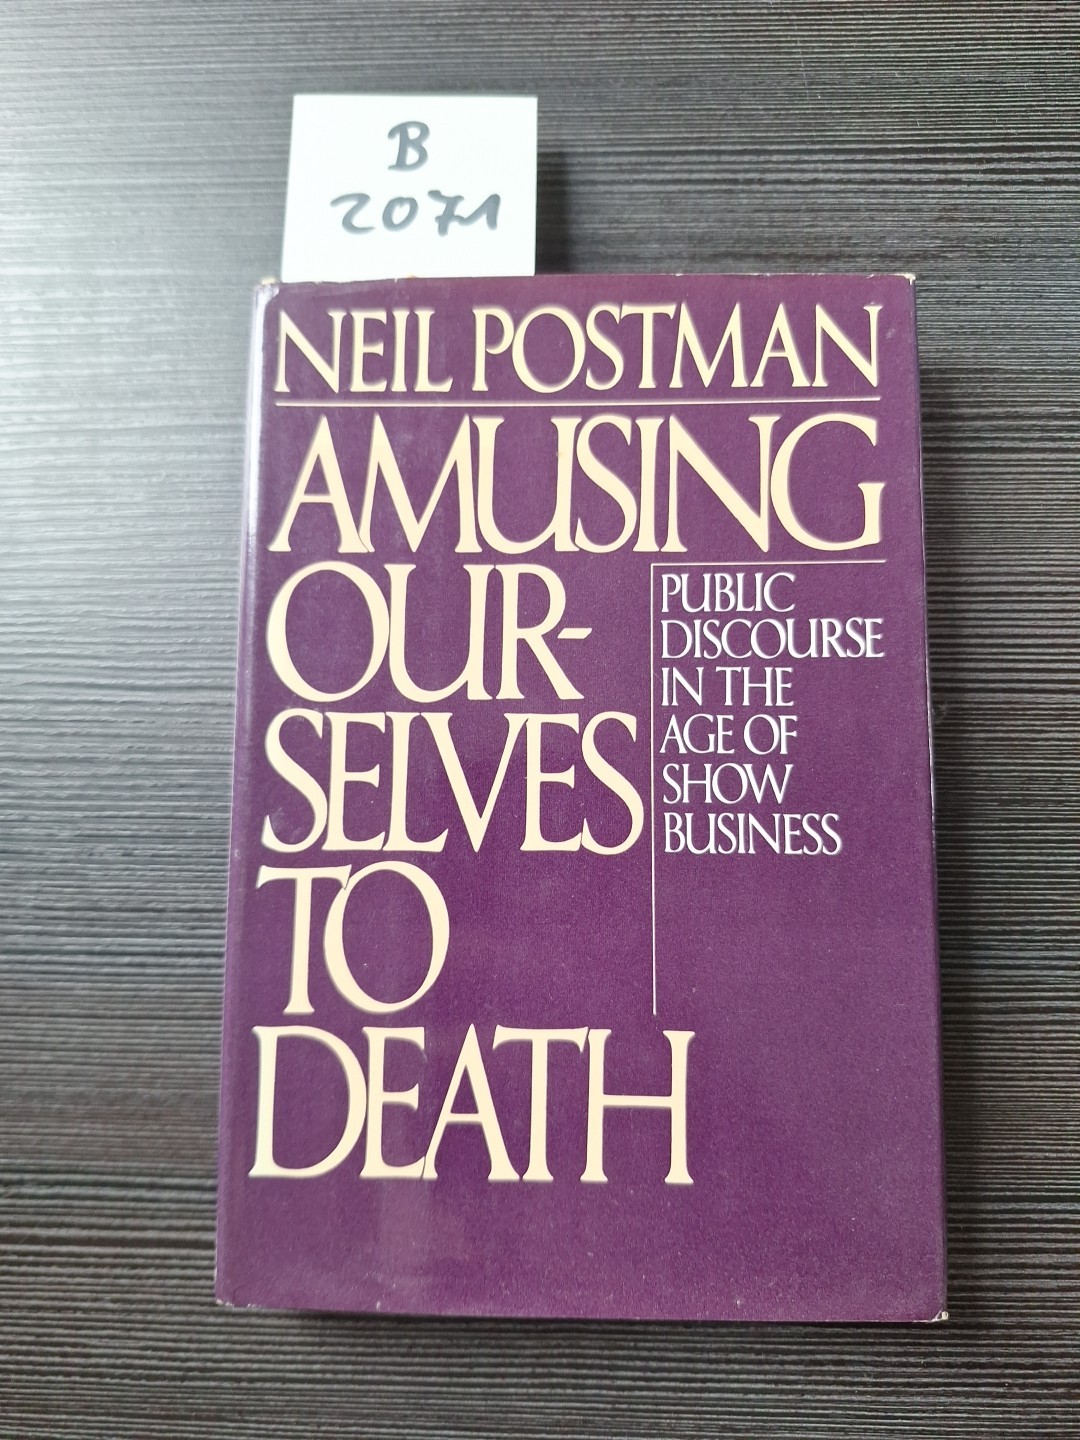 B
2071
NEIL POSTMAN
AMUSING
OUR-
SELVES
TO
DEATH
PUBLIC
DISCOURSE
IN THE
AGE OF
SHOW
BUSINESS